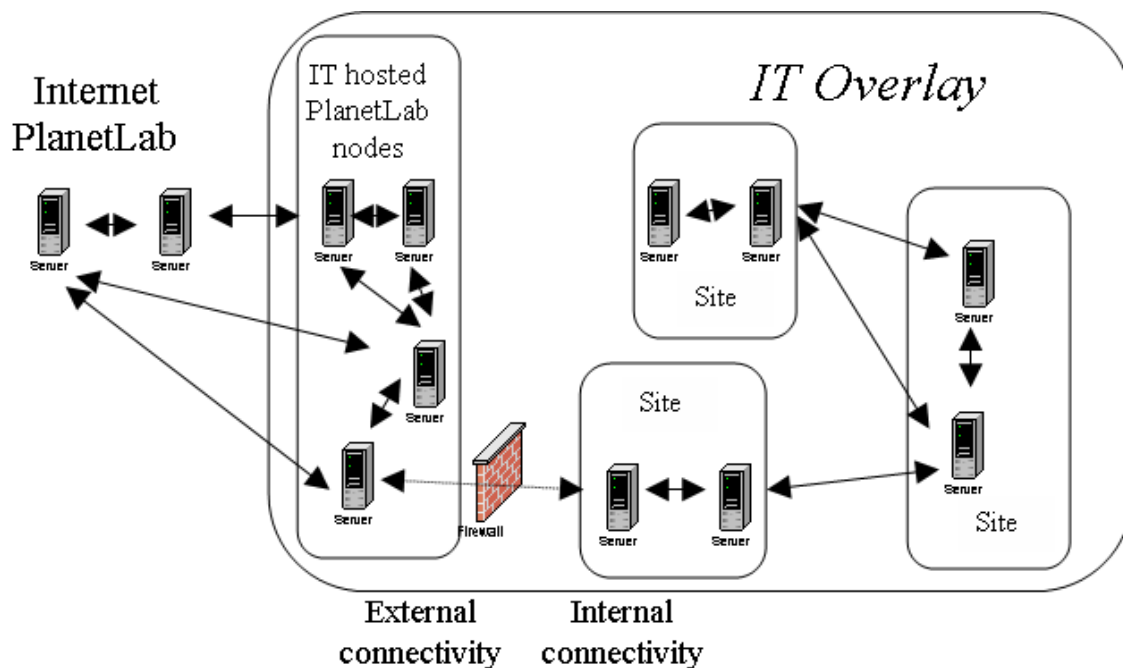 Internet
PlanetLab
IT hosted
PlanetLab
nodes
IT Overlay
Server
Server
Server
Server
Server
Server
Site
Server
Server
Server
Site
Server
Firewall
Server
Server
Server
Site
External
connectivity
Internal
connectivity